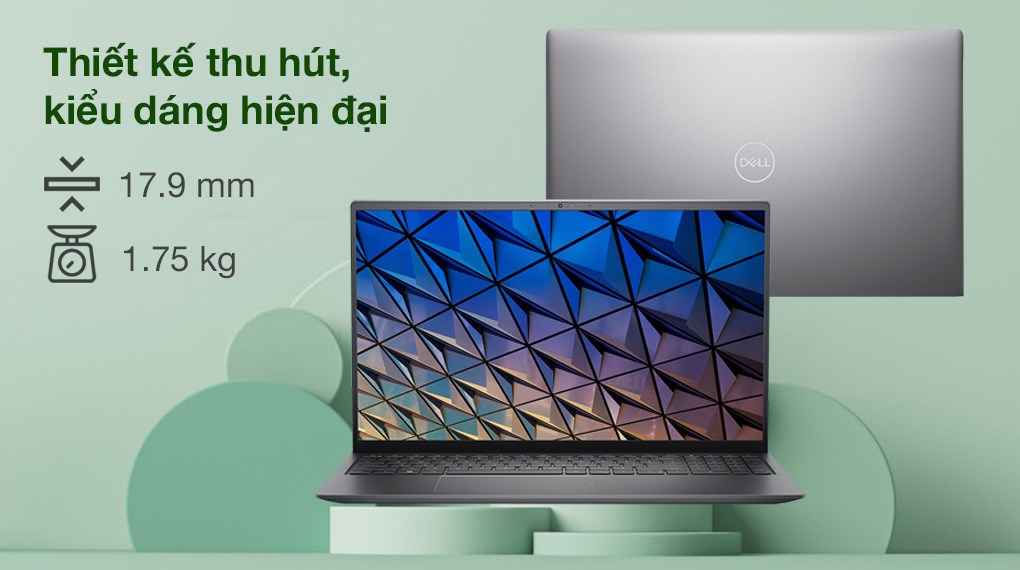 Thiết kế thu hút,
kiểu dáng hiện đại
17.9 mm
1.75 kg
DELL